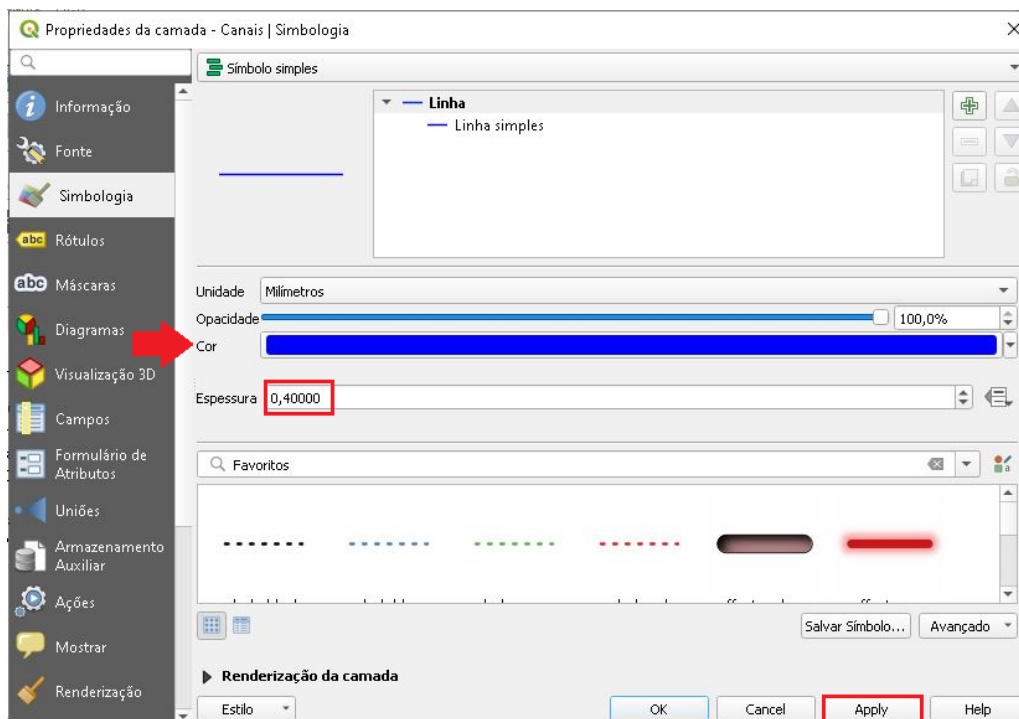 Propriedades da camada - Canais | Simbologia
Símbolo simples
Informação
Fonte
Simbologia
abc Rótulos
abc Máscaras
Diagramas
Visualização 3D
Campos
Formulário de
Atributos
Uniões
Armazenamento
Auxiliar
Ações
Mostrar
Renderização
Linha
Linha simples
Unidade Milímetros
Opacidade 100,0%
Cor
Espessura 0,40000
Favoritos
Salvar Símbolo... Avançado
Renderização da camada
Estilo OK Cancel Apply Help